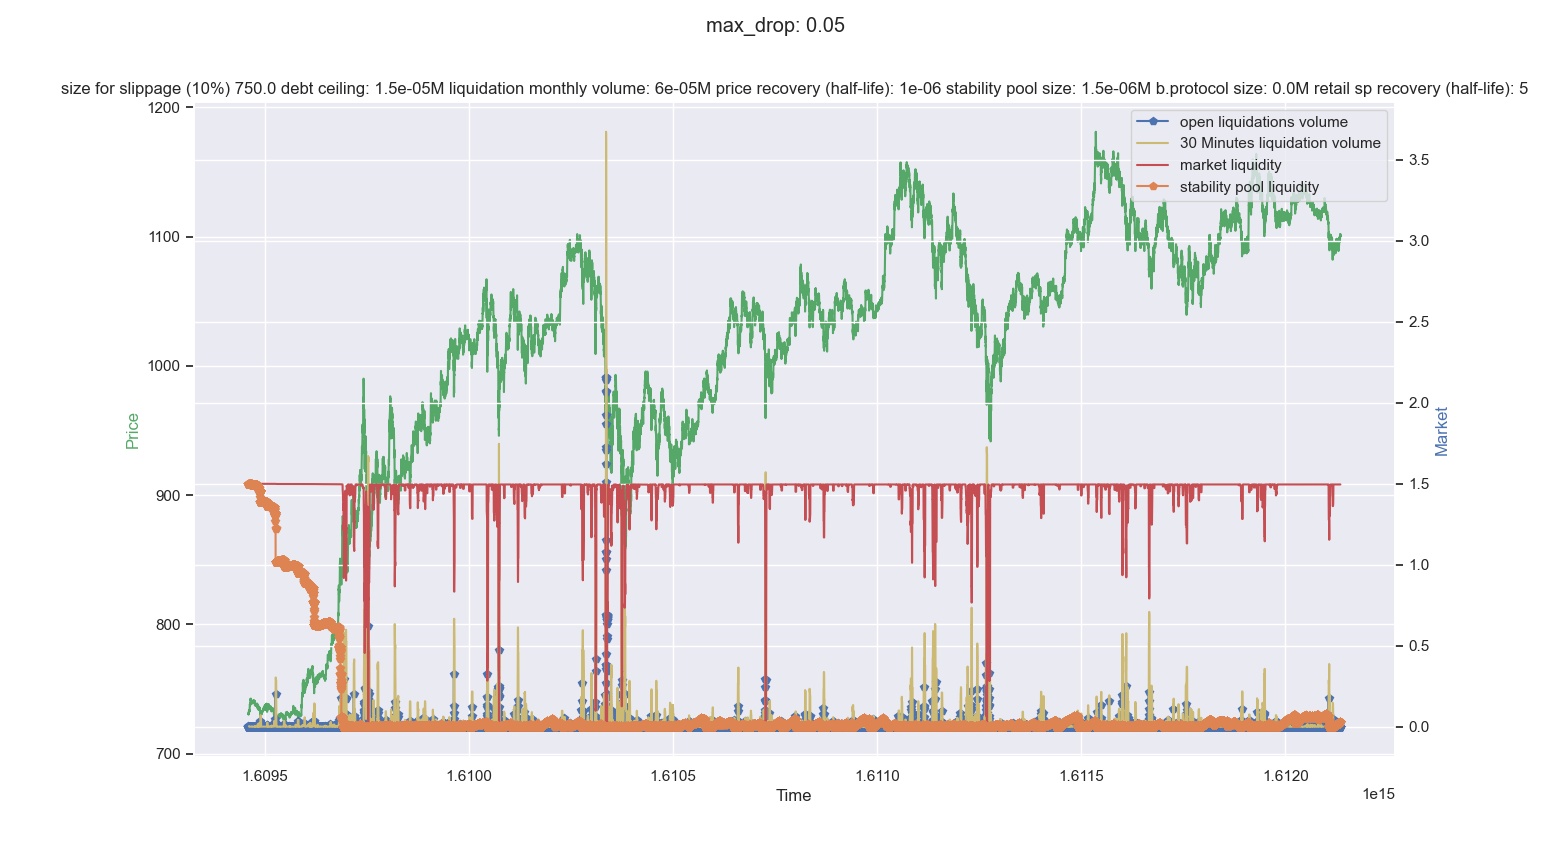 max_drop: 0.05
size for slippage (10%) 750.0 debt ceiling: 1.5e-05M liquidation monthly volume: 6e-05M price recovery (half-life): 1e-06 stability pool size: 1.5e-06M b.protocol size: 0.0M retail sp recovery (half-life): 5
open liquidations volume
30 Minutes liquidation volume
market liquidity
stability pool liquidity
1200
1100
1000
900
800
700
Price
3.5
3.0
2.5
2.0
1.5
1.0
0.5
0.0
Market
1.6095
1.6100
1.6105
1.6110
1.6115
1.6120
Time
1e15